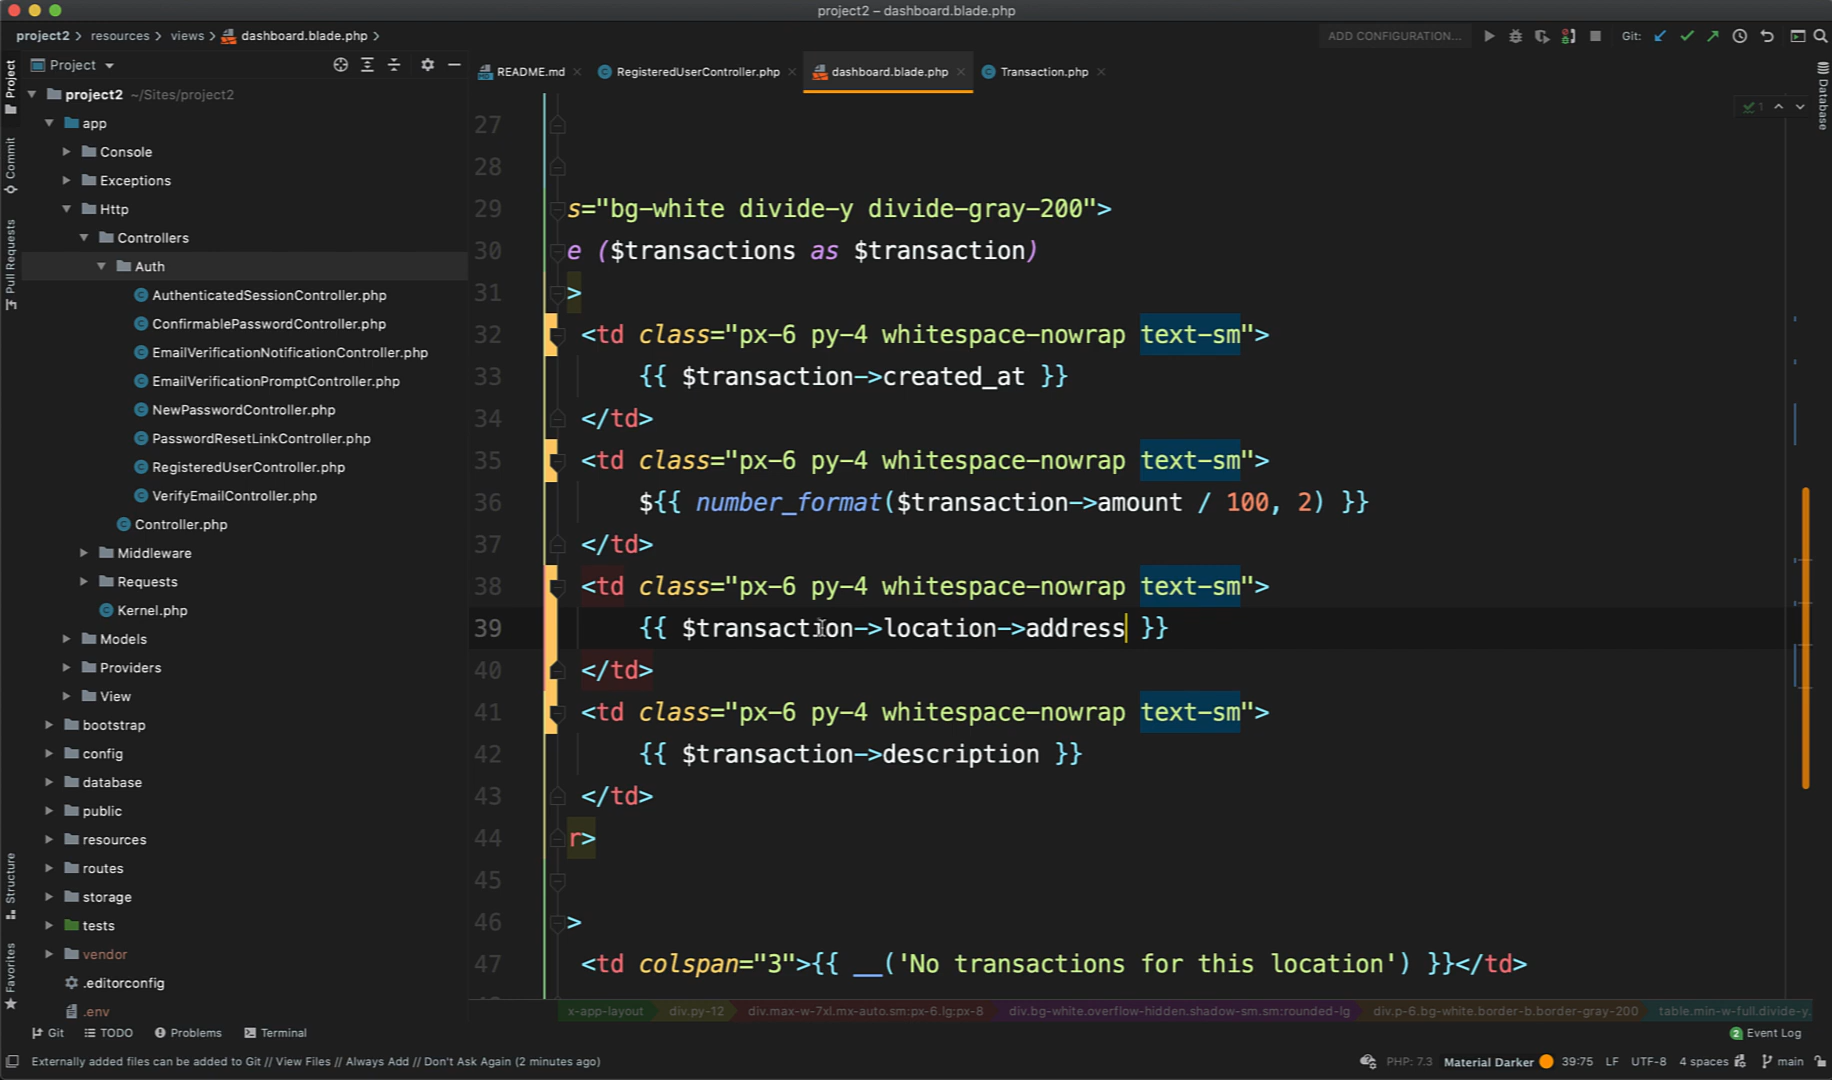 project2 – dashboard.blade.php
project2 > resources > views > dashboard.blade.php >
ADD CONFIGURATION...
Git:
Project
README.md
RegisteredUserController.php
dashboard.blade.php
Transaction.php
Project
Commit
Pull Requests
Structure
Favorites
Database
project2 ~/Sites/project2
app
Console
Exceptions
Http
Controllers
Auth
AuthenticatedSessionController.php
ConfirmablePasswordController.php
EmailVerificationNotificationController.php
EmailVerificationPromptController.php
NewPasswordController.php
PasswordResetLinkController.php
RegisteredUserController.php
VerifyEmailController.php
Controller.php
Middleware
Requests
Kernel.php
Models
Providers
View
bootstrap
config
database
public
resources
routes
storage
tests
vendor
.editorconfig
.env
1
27
28
29 s="bg-white divide-y divide-gray-200">
30 e ($transactions as $transaction)
31 >
32 <td class="px-6 py-4 whitespace-nowrap text-sm">
33 {{ $transaction->created_at }}
34 </td>
35 <td class="px-6 py-4 whitespace-nowrap text-sm">
36 ${{ number_format($transaction->amount / 100, 2) }}
37 </td>
38 <td class="px-6 py-4 whitespace-nowrap text-sm">
39 {{ $transaction->location->address }}
40 </td>
41 <td class="px-6 py-4 whitespace-nowrap text-sm">
42 {{ $transaction->description }}
43 </td>
44 r>
45
46 >
47 <td colspan="3">{{ __('No transactions for this location') }}</td>
x-app-layout
div.py-12
div.max-w-7xl.mx-auto.sm:px-6.lg:px-8
div.bg-white.overflow-hidden.shadow-sm.sm:rounded-lg
div.p-6.bg-white.border-b.border-gray-200
table.min-w-full.divide-y.
Git
TODO
Problems
Terminal
2 Event Log
Externally added files can be added to Git // View Files // Always Add // Don't Ask Again (2 minutes ago)
PHP: 7.3
Material Darker
39:75
LF
UTF-8
4 spaces
main